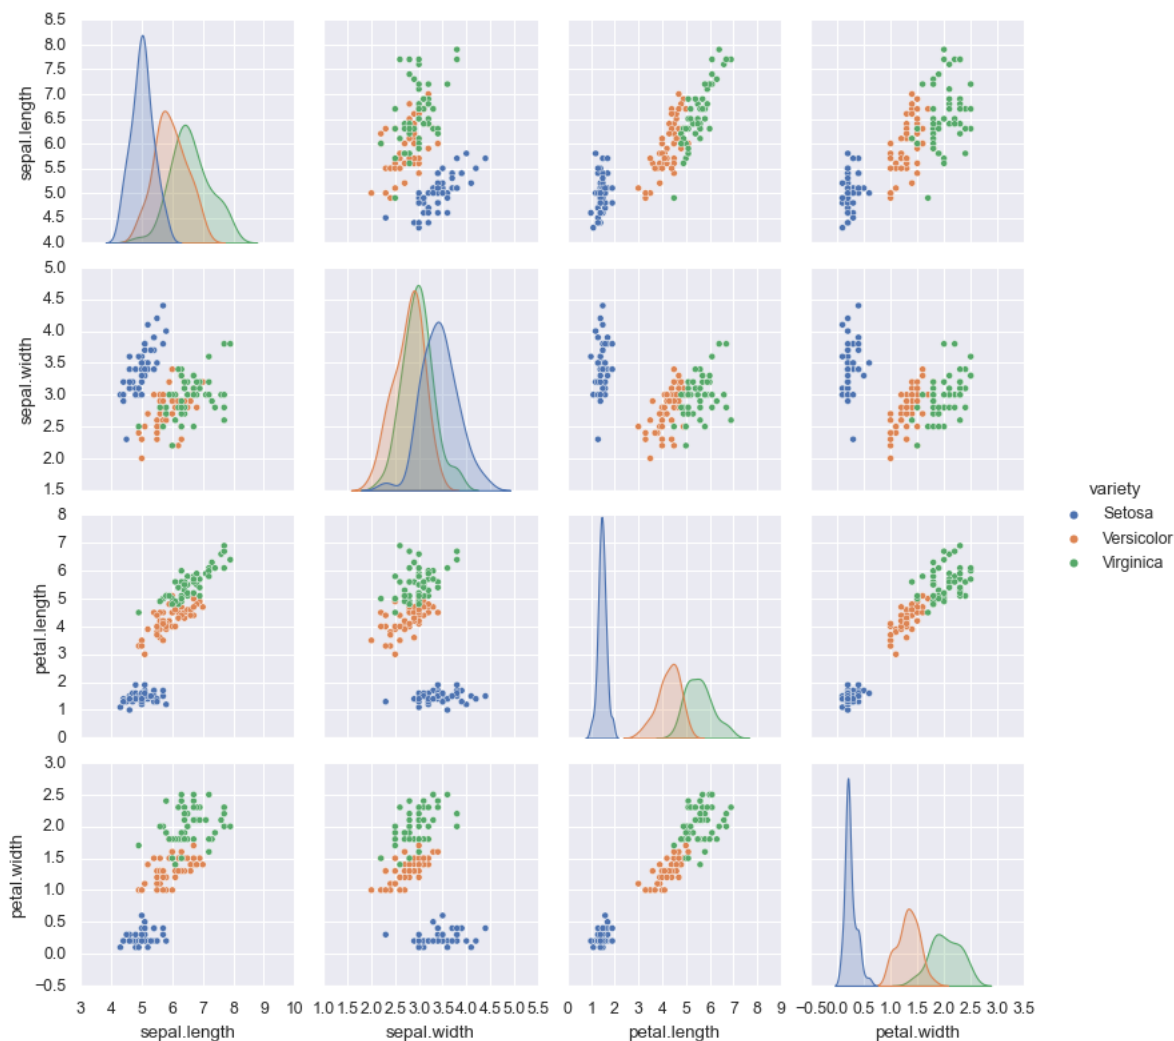 8.5
8.0
7.5
7.0
6.5
6.0
5.5
5.0
4.5
4.0
sepal.length
5.0
4.5
4.0
3.5
3.0
2.5
2.0
1.5
sepal.width
8
7
6
5
4
3
2
1
0
petal.length
3.0
2.5
2.0
1.5
1.0
0.5
0.0
−0.5
petal.width
3 4 5 6 7 8 9 10
sepal.length
1.0 1.5 2.0 2.5 3.0 3.5 4.0 4.5 5.0 5.5
sepal.width
0 1 2 3 4 5 6 7 8 9
petal.length
−0.5 0.0 0.5 1.0 1.5 2.0 2.5 3.0 3.5
petal.width
variety
Setosa
Versicolor
Virginica